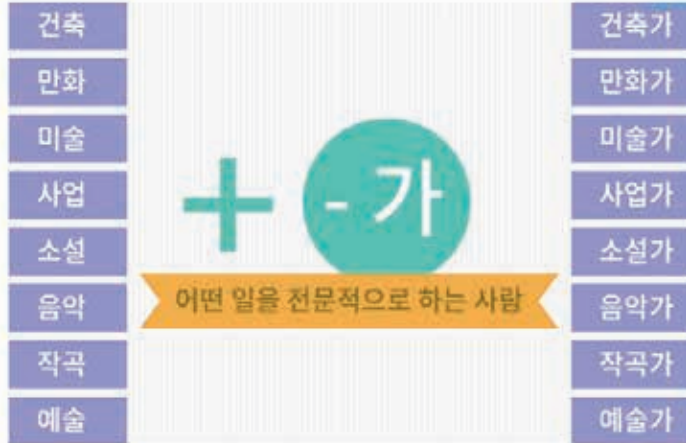 건축
만화
미술
사업
소설
음악
작곡
예술
+ - 가
어떤 일을 전문적으로 하는 사람
건축가
만화가
미술가
사업가
소설가
음악가
작곡가
예술가